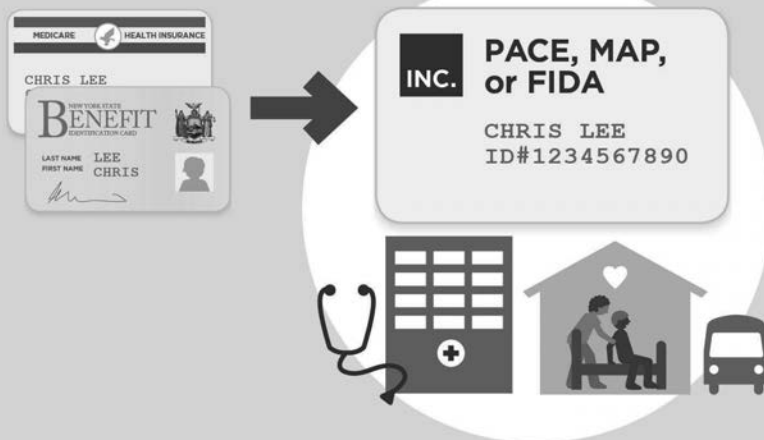 MEDICARE HEALTH INSURANCE
CHRIS LEE
NEW YORK STATE
BENEFIT
IDENTIFICATION CARD
LAST NAME LEE
FIRST NAME CHRIS
INC.
PACE, MAP,
or FIDA
CHRIS LEE
ID#1234567890